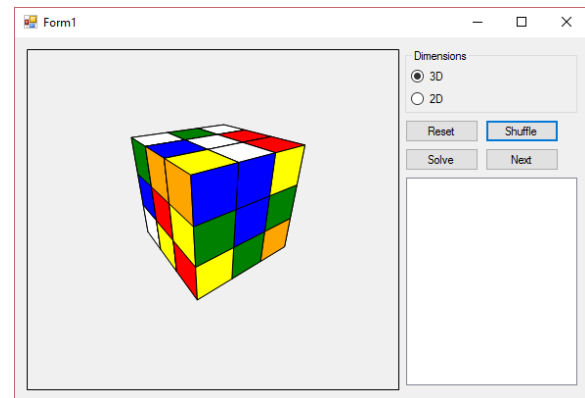 Form1
Dimensions
3D
2D
Reset
Shuffle
Solve
Next